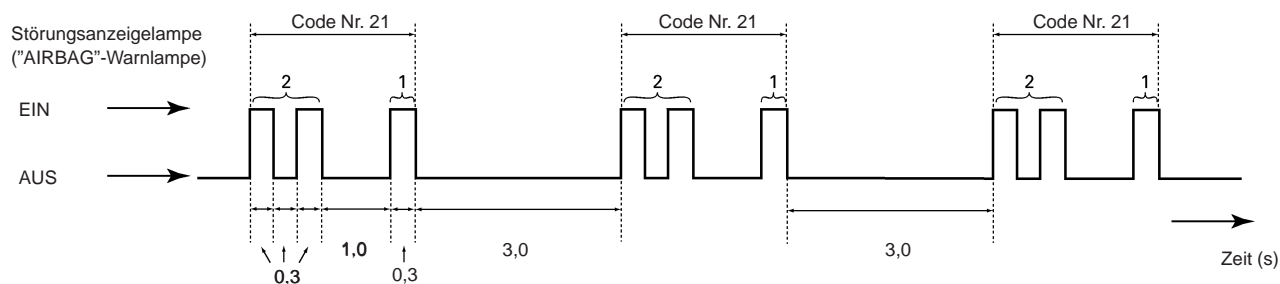 Code Nr. 21 Code Nr. 21 Code Nr. 21
Störungsanzeigelampe
("AIRBAG"-Warnlampe)
2 1 2 1 2 1
EIN
AUS
1,0 3,0 3,0
0,3 0,3
Zeit (s)